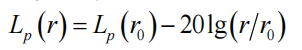 L_p(r) = L_p(r_0) − 20lg(r/r_0)